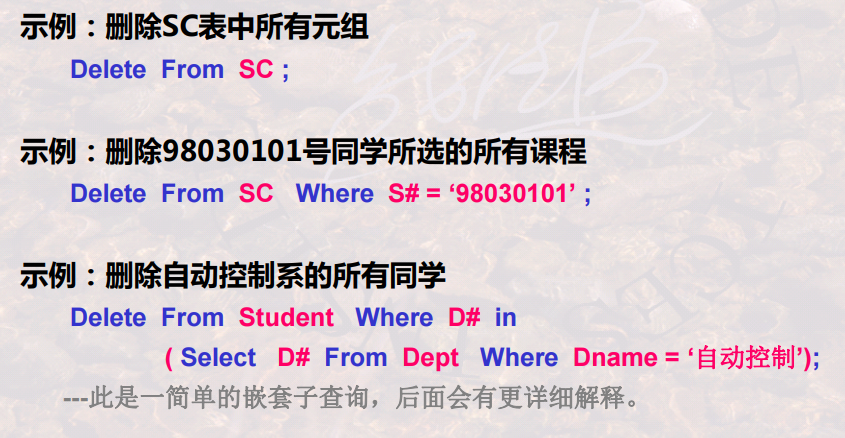 示例：删除SC表中所有元组
Delete From SC ;
示例：删除98030101号同学所选的所有课程
Delete From SC Where S# = ‘98030101’ ;
示例：删除自动控制系的所有同学
Delete From Student Where D# in
( Select D# From Dept Where Dname = ‘自动控制’);
---此是一简单的嵌套子查询，后面会有更详细解释。